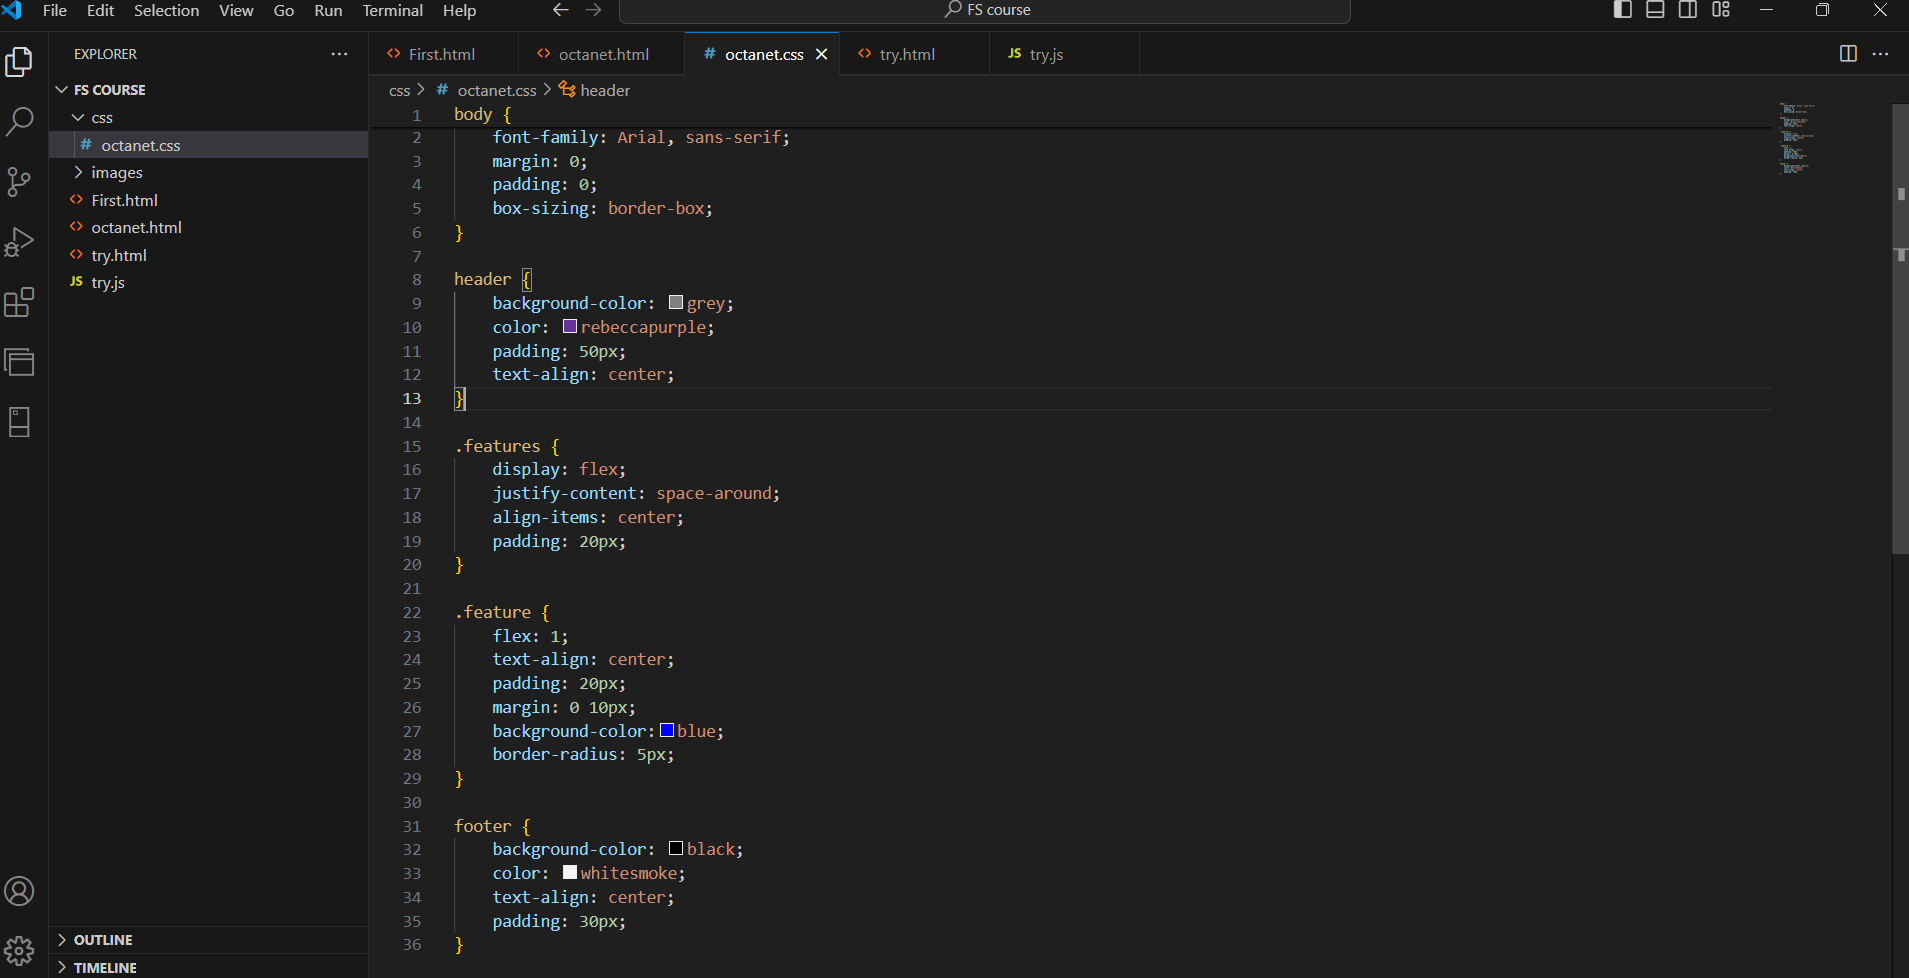 File Edit Selection View Go Run Terminal Help
FS course
EXPLORER
FS COURSE
css
# octanet.css
images
<> First.html
<> octanet.html
<> try.html
JS try.js
OUTLINE
TIMELINE
<> First.html <> octanet.html # octanet.css <> try.html JS try.js
css > # octanet.css > header
1 body {
2 font-family: Arial, sans-serif;
3 margin: 0;
4 padding: 0;
5 box-sizing: border-box;
6 }
7
8 header {
9 background-color: grey;
10 color: rebeccapurple;
11 padding: 50px;
12 text-align: center;
13 }
14
15 .features {
16 display: flex;
17 justify-content: space-around;
18 align-items: center;
19 padding: 20px;
20 }
21
22 .feature {
23 flex: 1;
24 text-align: center;
25 padding: 20px;
26 margin: 0 10px;
27 background-color: blue;
28 border-radius: 5px;
29 }
30
31 footer {
32 background-color: black;
33 color: whitesmoke;
34 text-align: center;
35 padding: 30px;
36 }